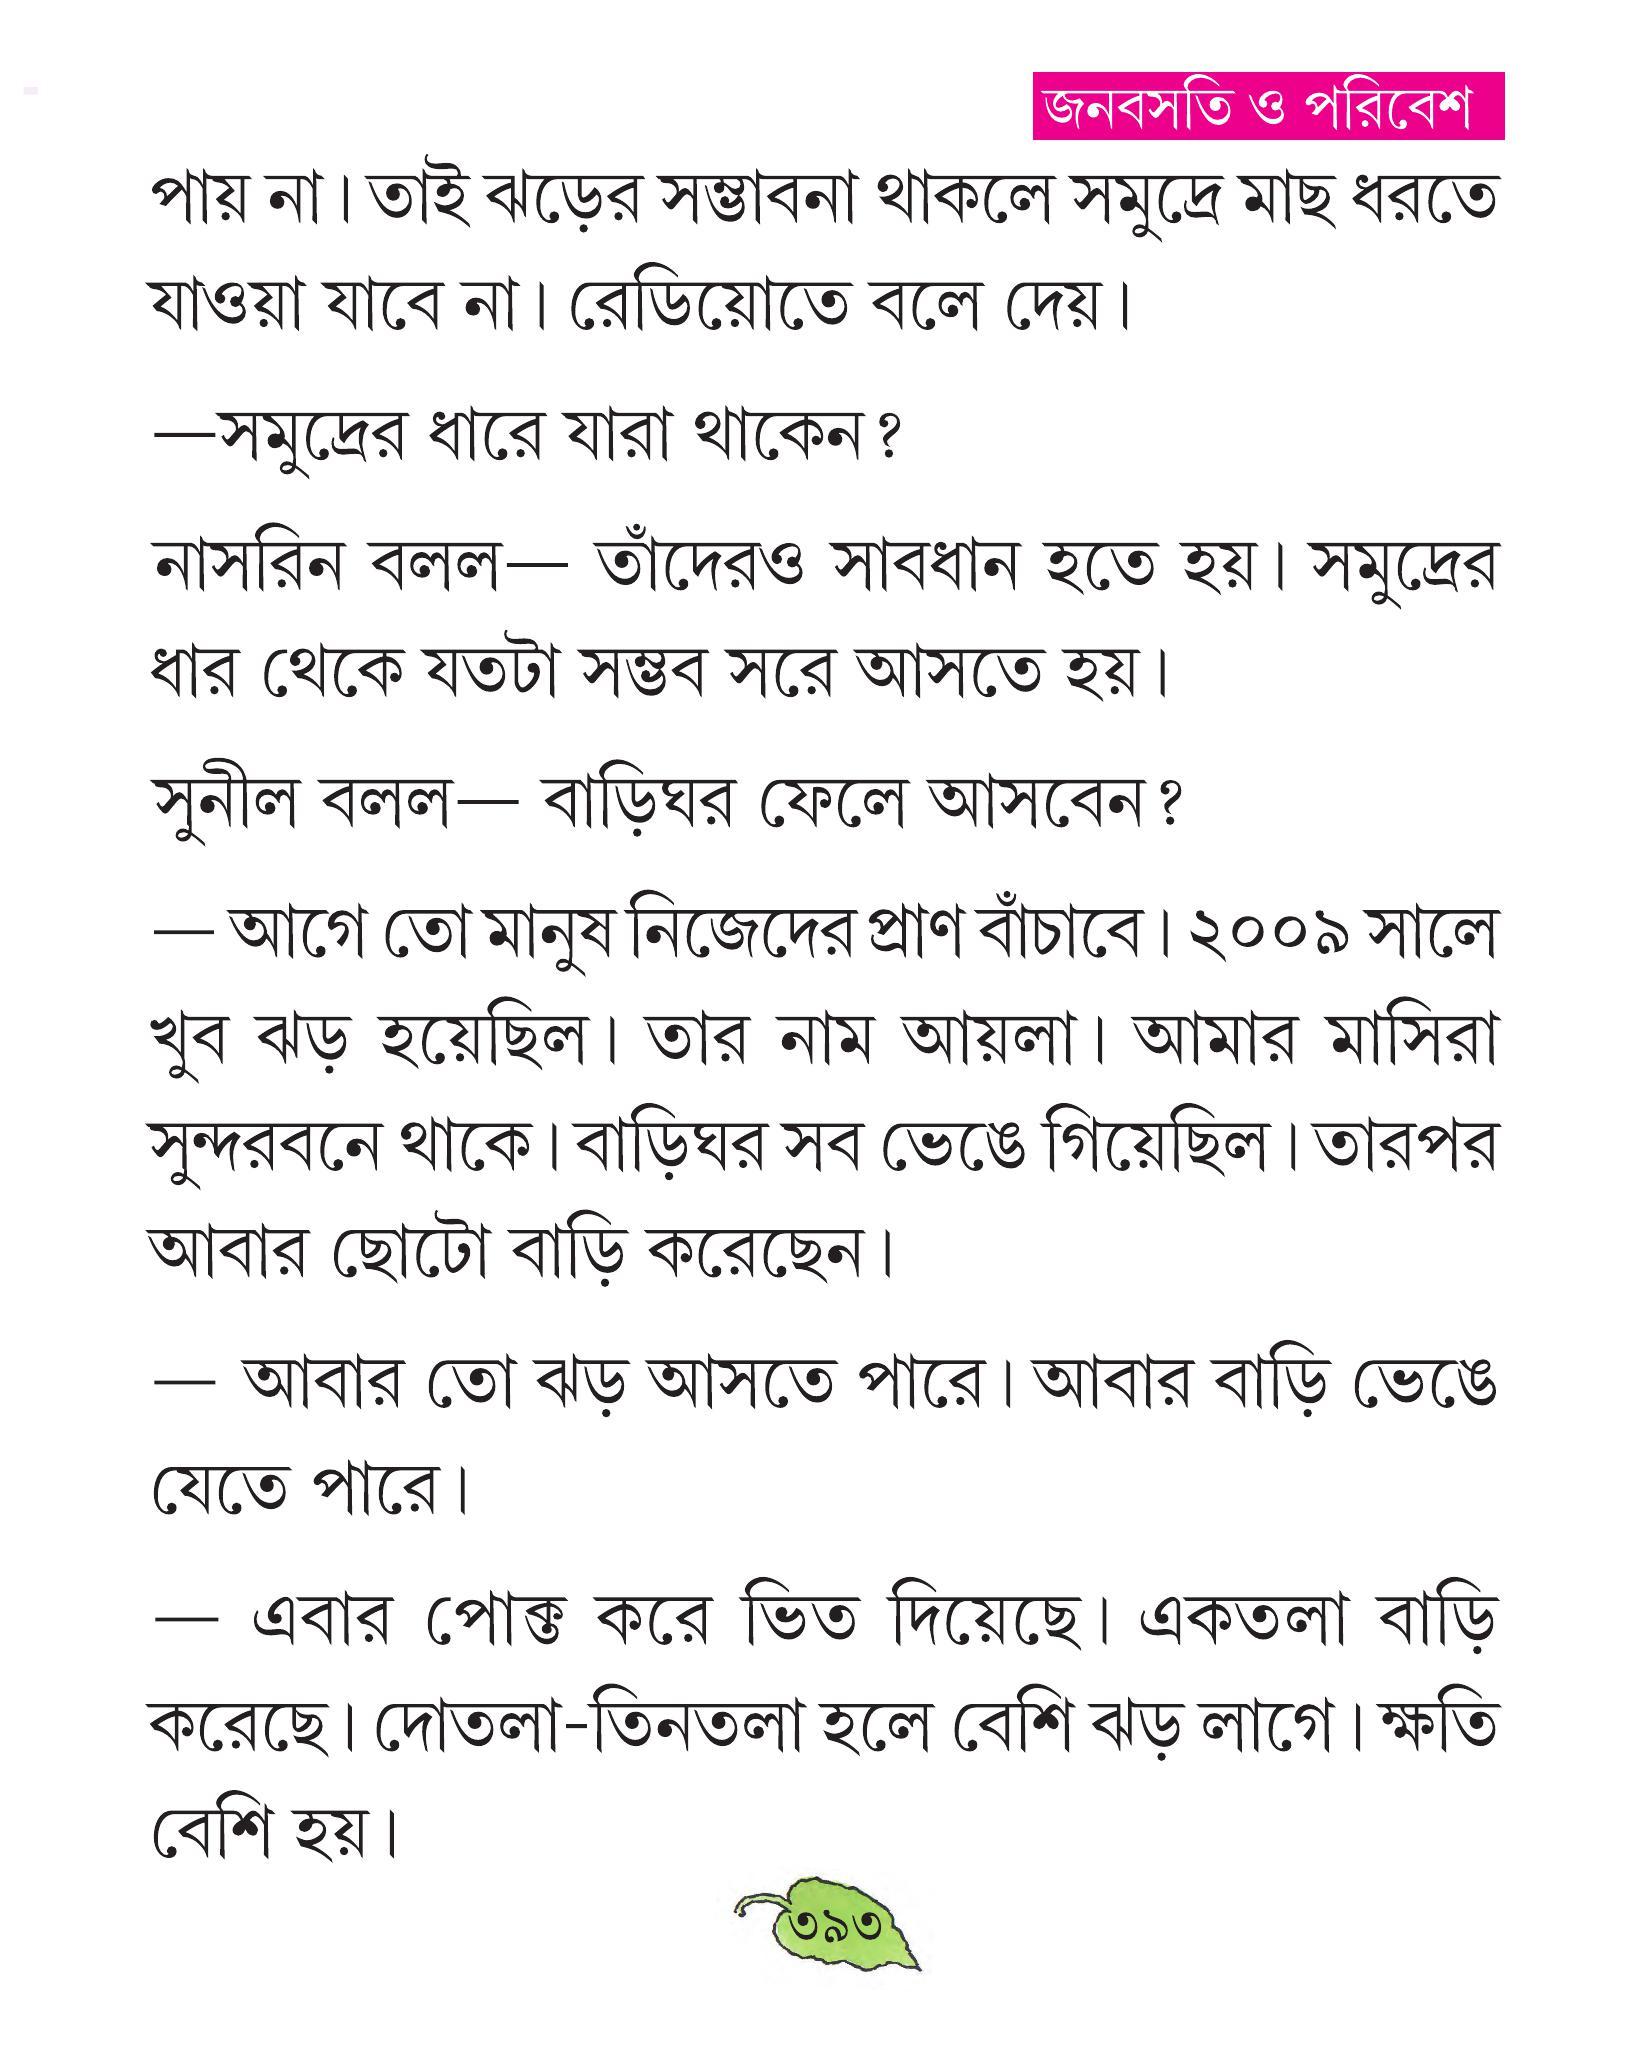 জনবসতি ও পরিবেশ
পায় না। তাই ঝড়ের সম্ভাবনা থাকলে সমুদ্রে মাছ ধরতে
যাওয়া যাবে না। রেডিয়োতে বলে দেয়।
—সমুদ্রের ধারে যারা থাকেন?
নাসরিন বলল— তাঁদেরও সাবধান হতে হয়। সমুদ্রের
ধার থেকে যতটা সম্ভব সরে আসতে হয়।
সুনীল বলল— বাড়িঘর ফেলে আসবেন?
— আগে তো মানুষ নিজেদের প্রাণ বাঁচাবে। ২০০৯ সালে
খুব ঝড় হয়েছিল। তার নাম আয়লা। আমার মাসিরা
সুন্দরবনে থাকে। বাড়িঘর সব ভেঙে গিয়েছিল। তারপর
আবার ছোটো বাড়ি করেছেন।
— আবার তো ঝড় আসতে পারে। আবার বাড়ি ভেঙে
যেতে পারে।
— এবার পোক্ত করে ভিত দিয়েছে। একতলা বাড়ি
করেছে। দোতলা-তিনতলা হলে বেশি ঝড় লাগে। ক্ষতি
বেশি হয়।
৩৯৩